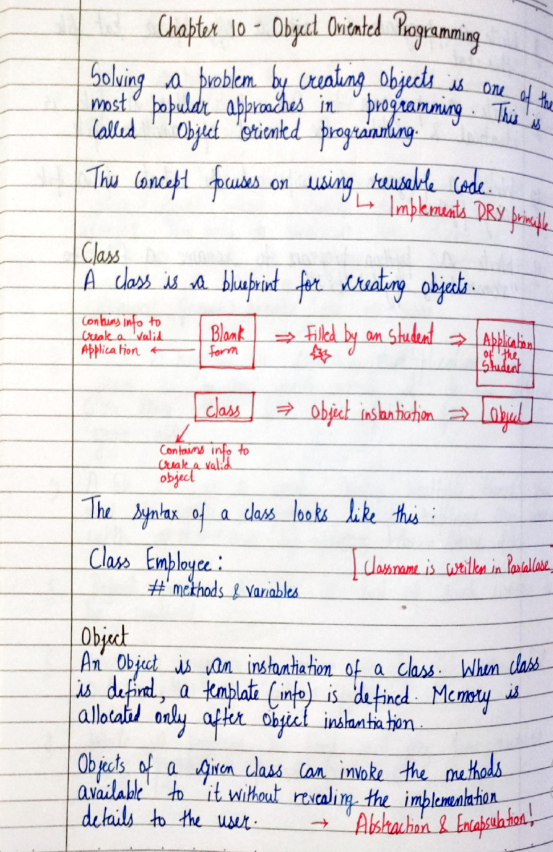 Chapter 10 - Object Oriented Programming
Solving a problem by creating objects is one of the
most popular approaches in programming. This is
called Object oriented programming.
This concept focuses on using reusable code.
↳ Implements DRY principle
Class
A class is a blueprint for creating objects.
Contains info to
Create a valid
Application ←
Blank
form
⇒ Filled by an Student ⇒
Application
of the
Student
Class ⇒ Object instantiation ⇒ Object
Contains info to
Create a valid
object
The syntax of a class looks like this :
Class Employee :
[Classname is written in PascalCase]
# methods & variables
Object
An Object is an instantiation of a class. When class
is defind, a template (info) is defined. Memory is
allocated only after object instantiation.
Objects of a given class can invoke the methods
available to it without revealing the implementation
details to the user. → Abstraction & Encapsulation!